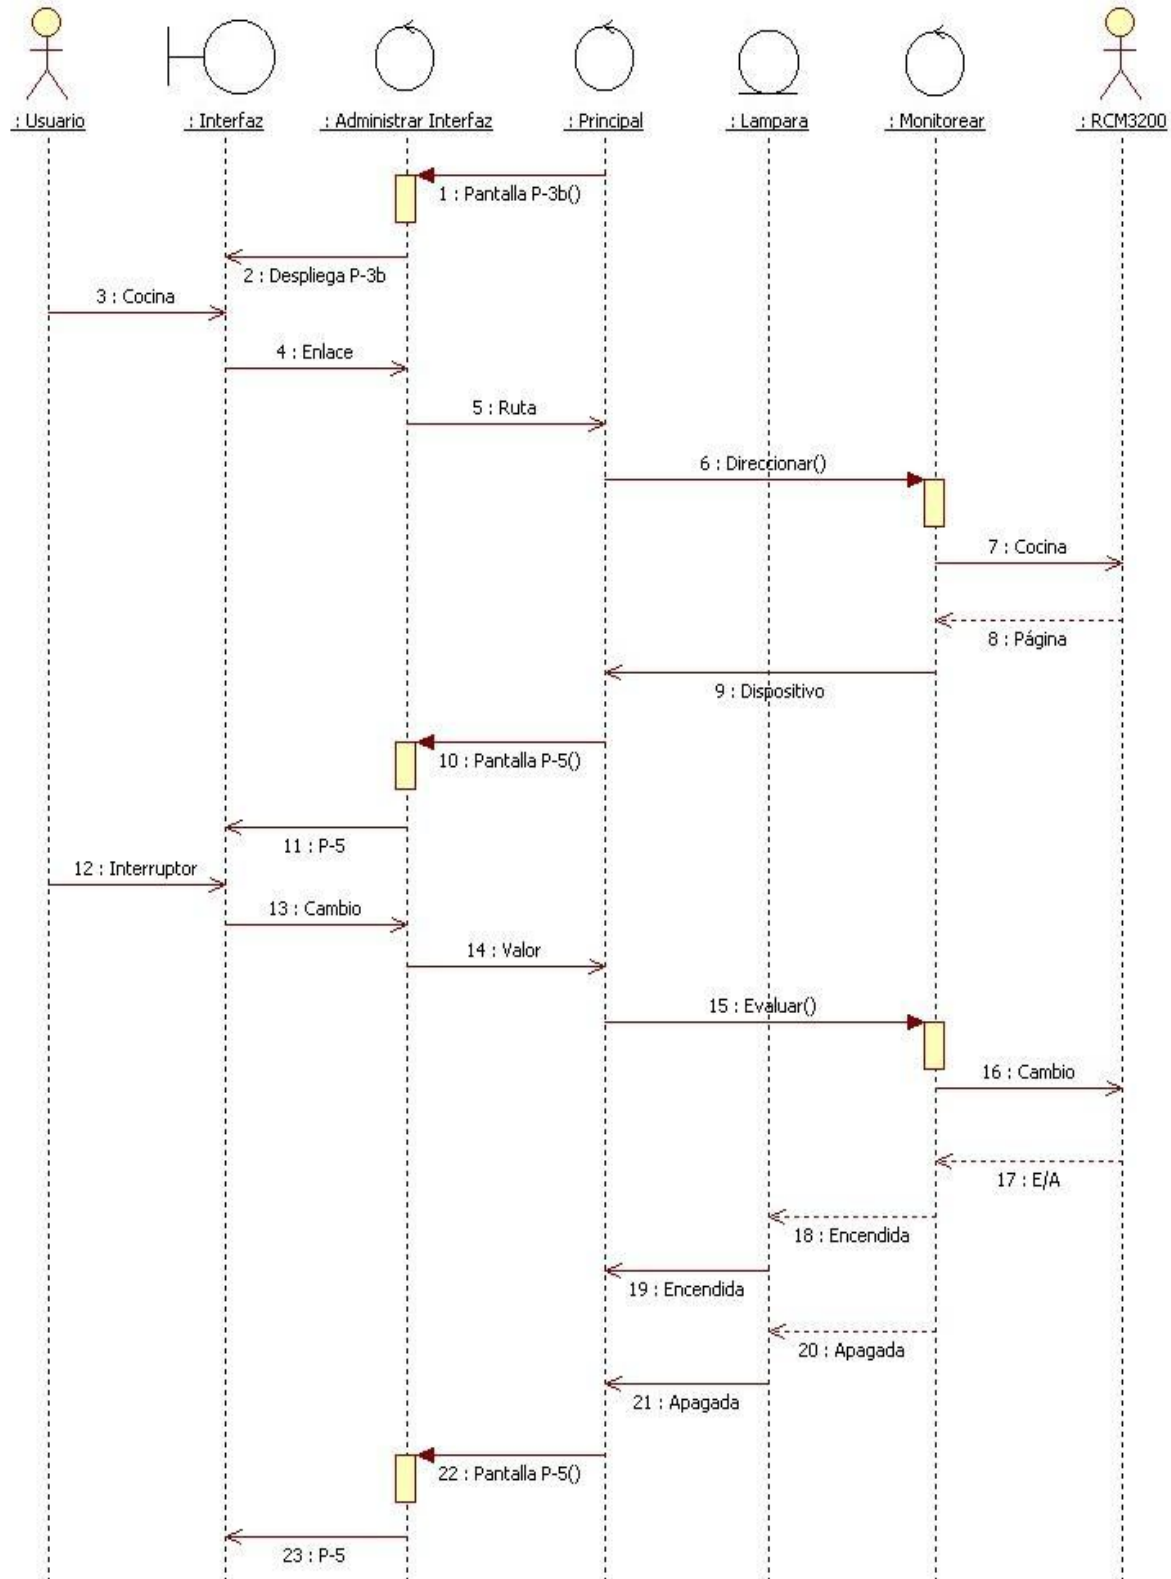 : Usuario
: Interfaz
: Administrar Interfaz
: Principal
: Lampara
: Monitorear
: RCM3200
1 : Pantalla P-3b()
2 : Despliega P-3b
3 : Cocina
4 : Enlace
5 : Ruta
6 : Direccionar()
7 : Cocina
8 : Página
9 : Dispositivo
10 : Pantalla P-5()
11 : P-5
12 : Interruptor
13 : Cambio
14 : Valor
15 : Evaluar()
16 : Cambio
17 : E/A
18 : Encendida
19 : Encendida
20 : Apagada
21 : Apagada
22 : Pantalla P-5()
23 : P-5